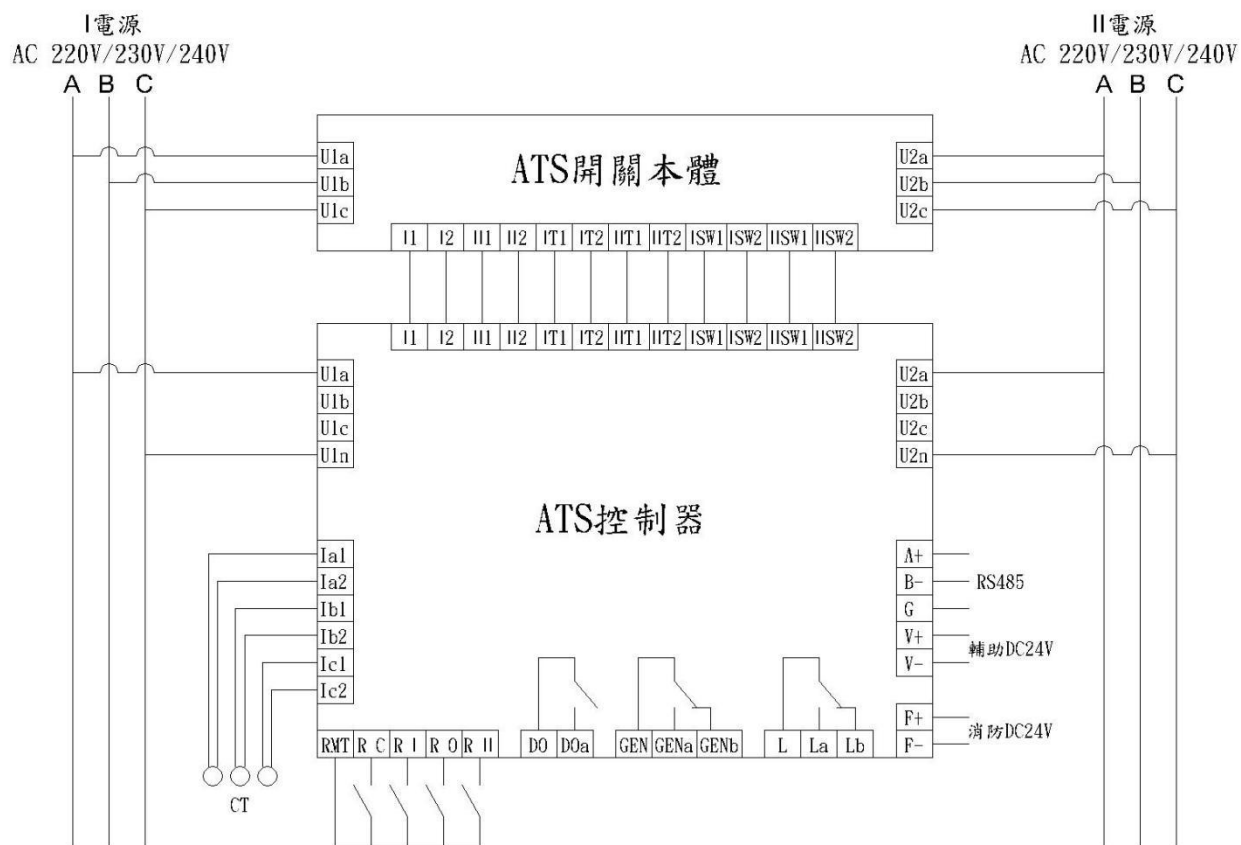 I電源
AC 220V/230V/240V
A B C
II電源
AC 220V/230V/240V
A B C
ATS開關本體
U1a
U1b
U1c
U2a
U2b
U2c
I1 I2 II1 II2 IT1 IT2 IIT1 IIT2 ISW1 ISW2 IISW1 IISW2
I1 I2 II1 II2 IT1 IT2 IIT1 IIT2 ISW1 ISW2 IISW1 IISW2
U1a
U1b
U1c
U1n
U2a
U2b
U2c
U2n
ATS控制器
Ia1
Ia2
Ib1
Ib2
Ic1
Ic2
CT
A+
B- RS485
G
V+
V-
輔助DC24V
F+
F-
消防DC24V
RMT R C R I R O R II
DO DOa
GEN GENa GENb
L La Lb